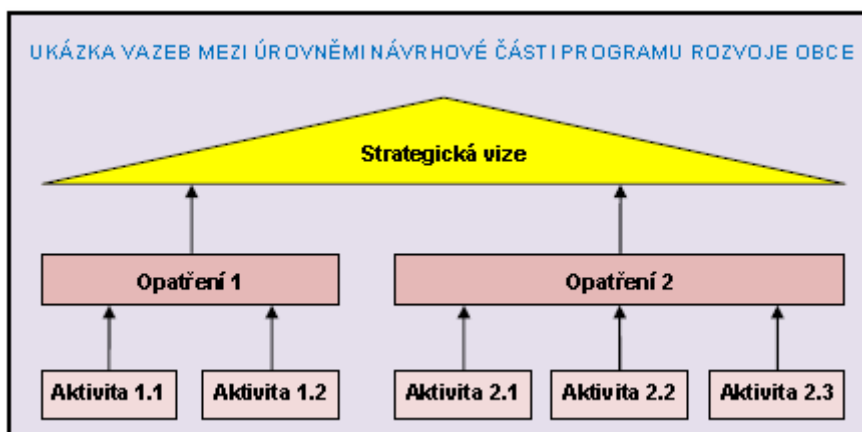 UKÁZKA VAZEB MEZI ÚROVNĚMI NÁVRHOVÉ ČÁSTI PROGRAMU ROZVOJE OBCE
Strategická vize
Opatření 1 Opatření 2
Aktivita 1.1 Aktivita 1.2 Aktivita 2.1 Aktivita 2.2 Aktivita 2.3